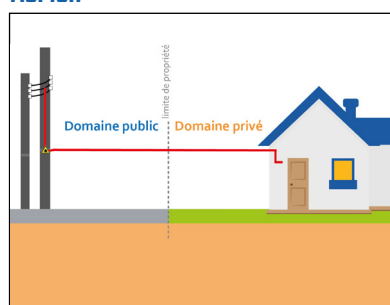 Aérien
limite de propriété
Domaine public
Domaine privé